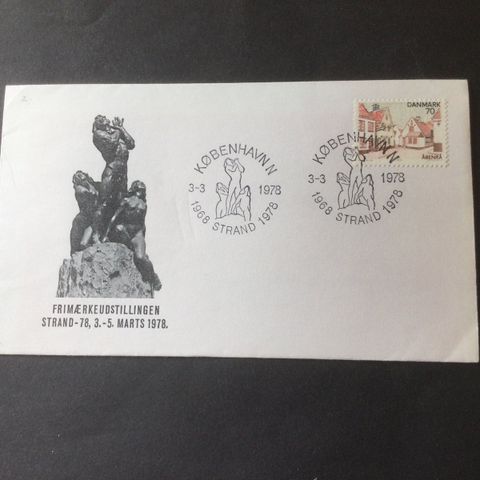 DANMARK
70
ÅBENRÅ
KØBENHAVN N
3-3 1978
1968 STRAND 1978
KØBENHAVN N
3-3 1978
1968 STRAND 1978
FRIMÆRKEUDSTILLINGEN
STRAND-78, 3.-5. MARTS 1978.